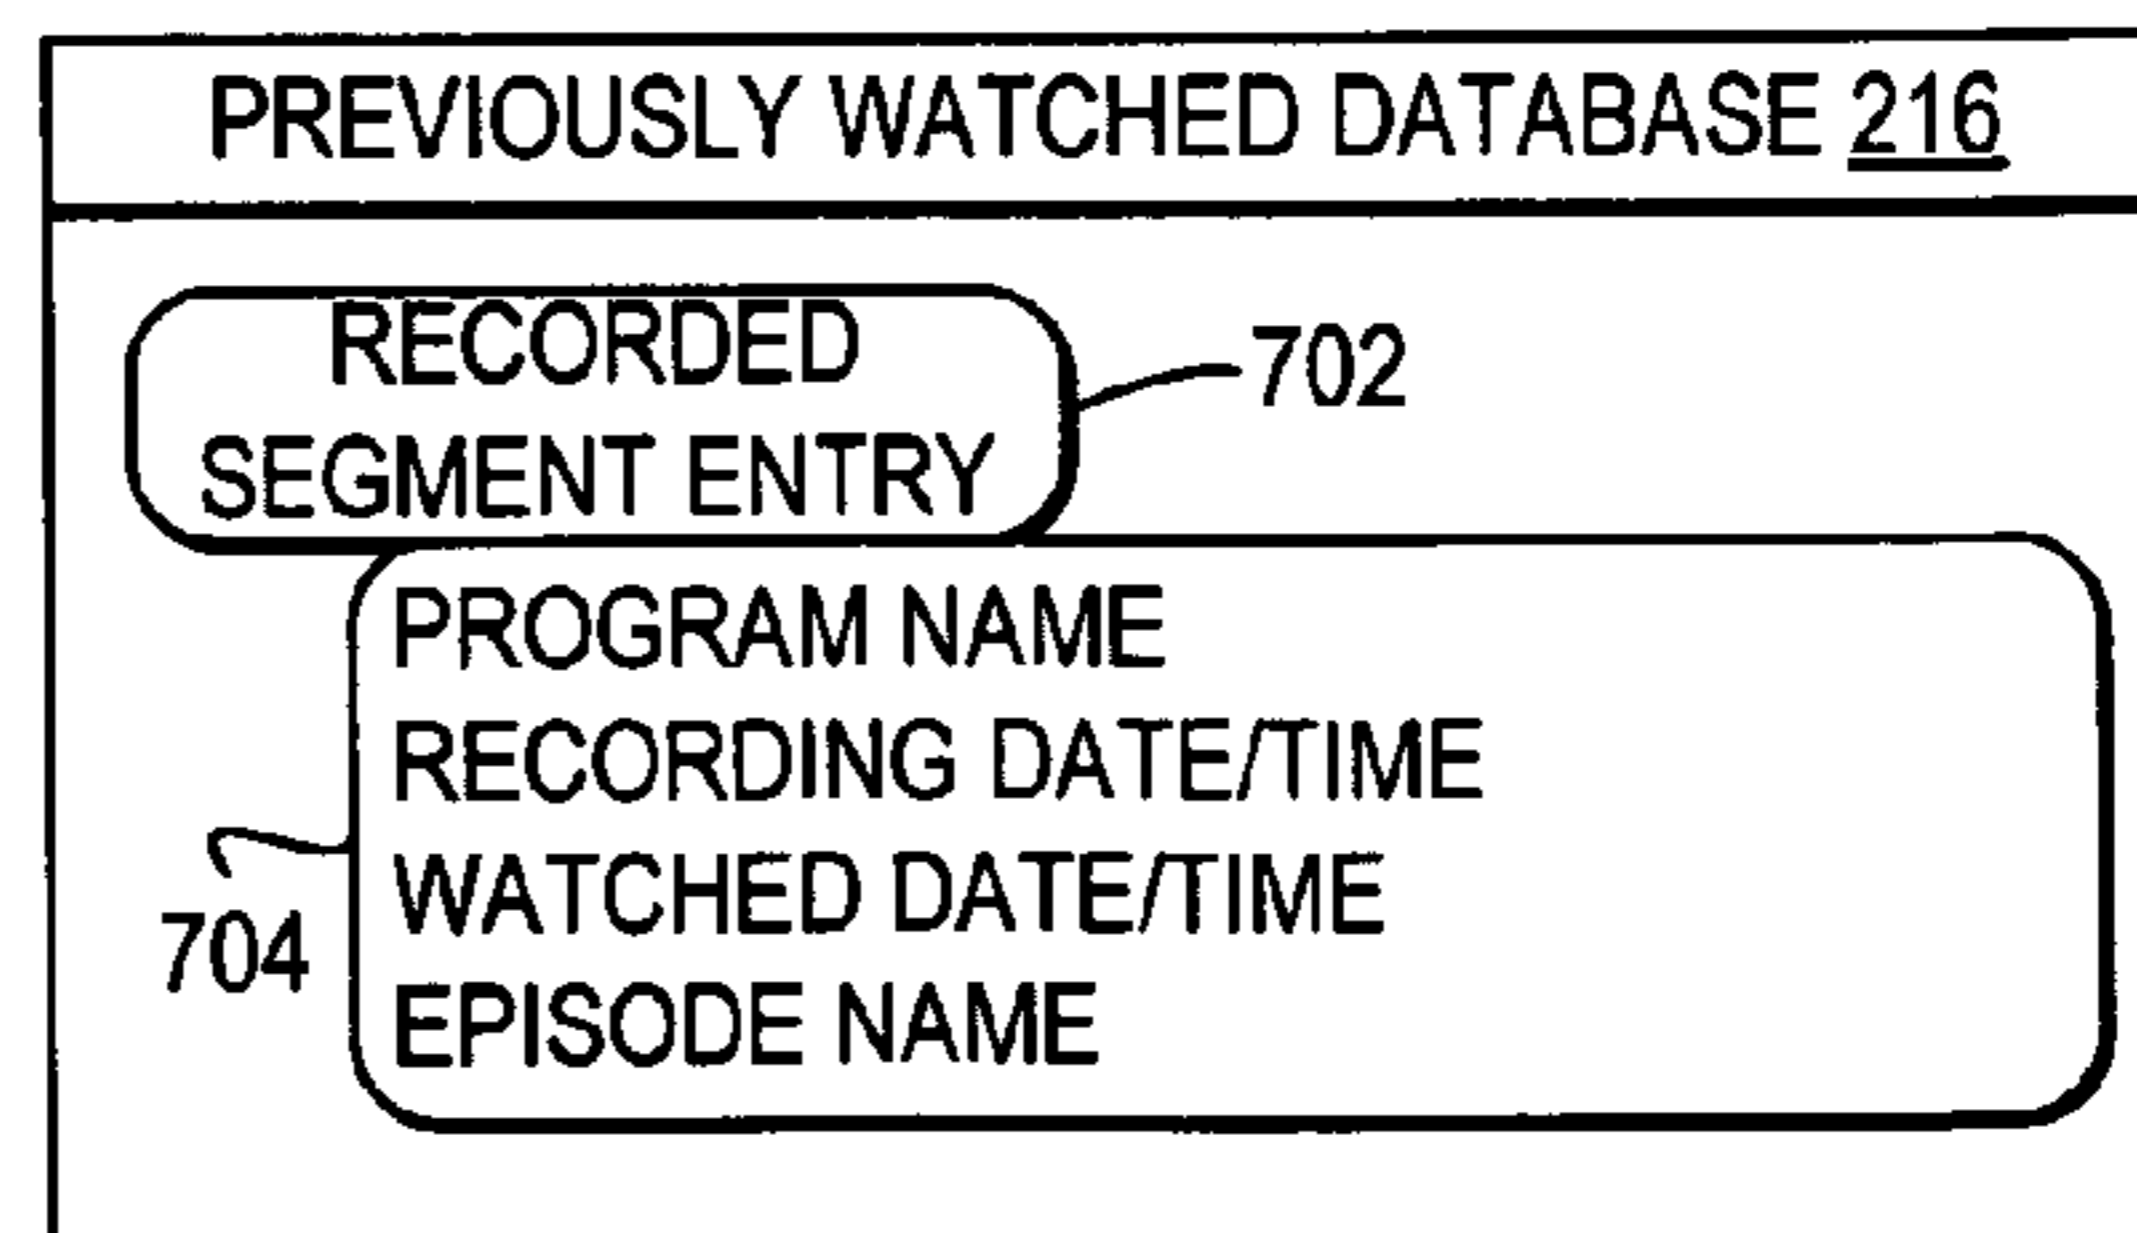 PREVIOUSLY WATCHED DATABASE 216
RECORDED
SEGMENT ENTRY
702
PROGRAM NAME
RECORDING DATE/TIME
WATCHED DATE/TIME
704
EPISODE NAME